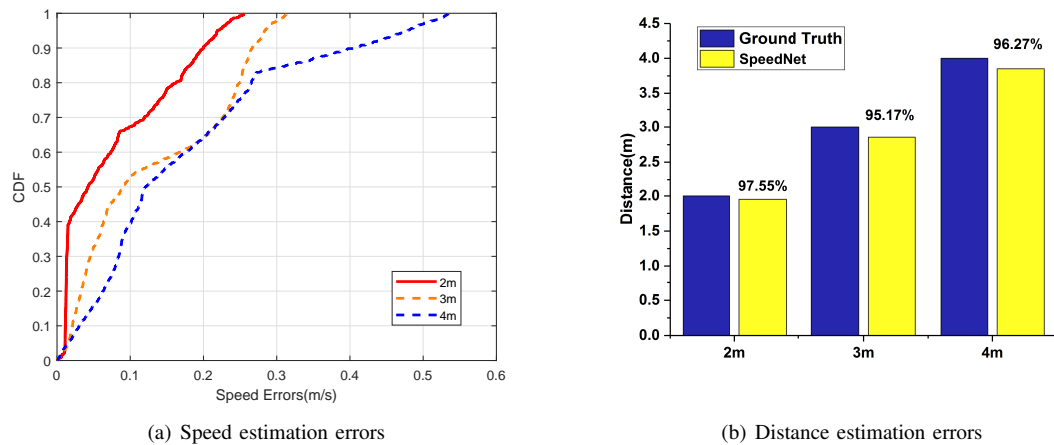 1
0.9
0.8
0.7
0.6
0.5
0.4
0.3
0.2
0.1
0
CDF
0 0.1 0.2 0.3 0.4 0.5 0.6
Speed Errors(m/s)
2m
3m
4m
(a) Speed estimation errors
4.5
4.0
3.5
3.0
2.5
2.0
1.5
1.0
0.5
0.0
Distance(m)
Ground Truth
SpeedNet
97.55%
95.17%
96.27%
2m 3m 4m
(b) Distance estimation errors